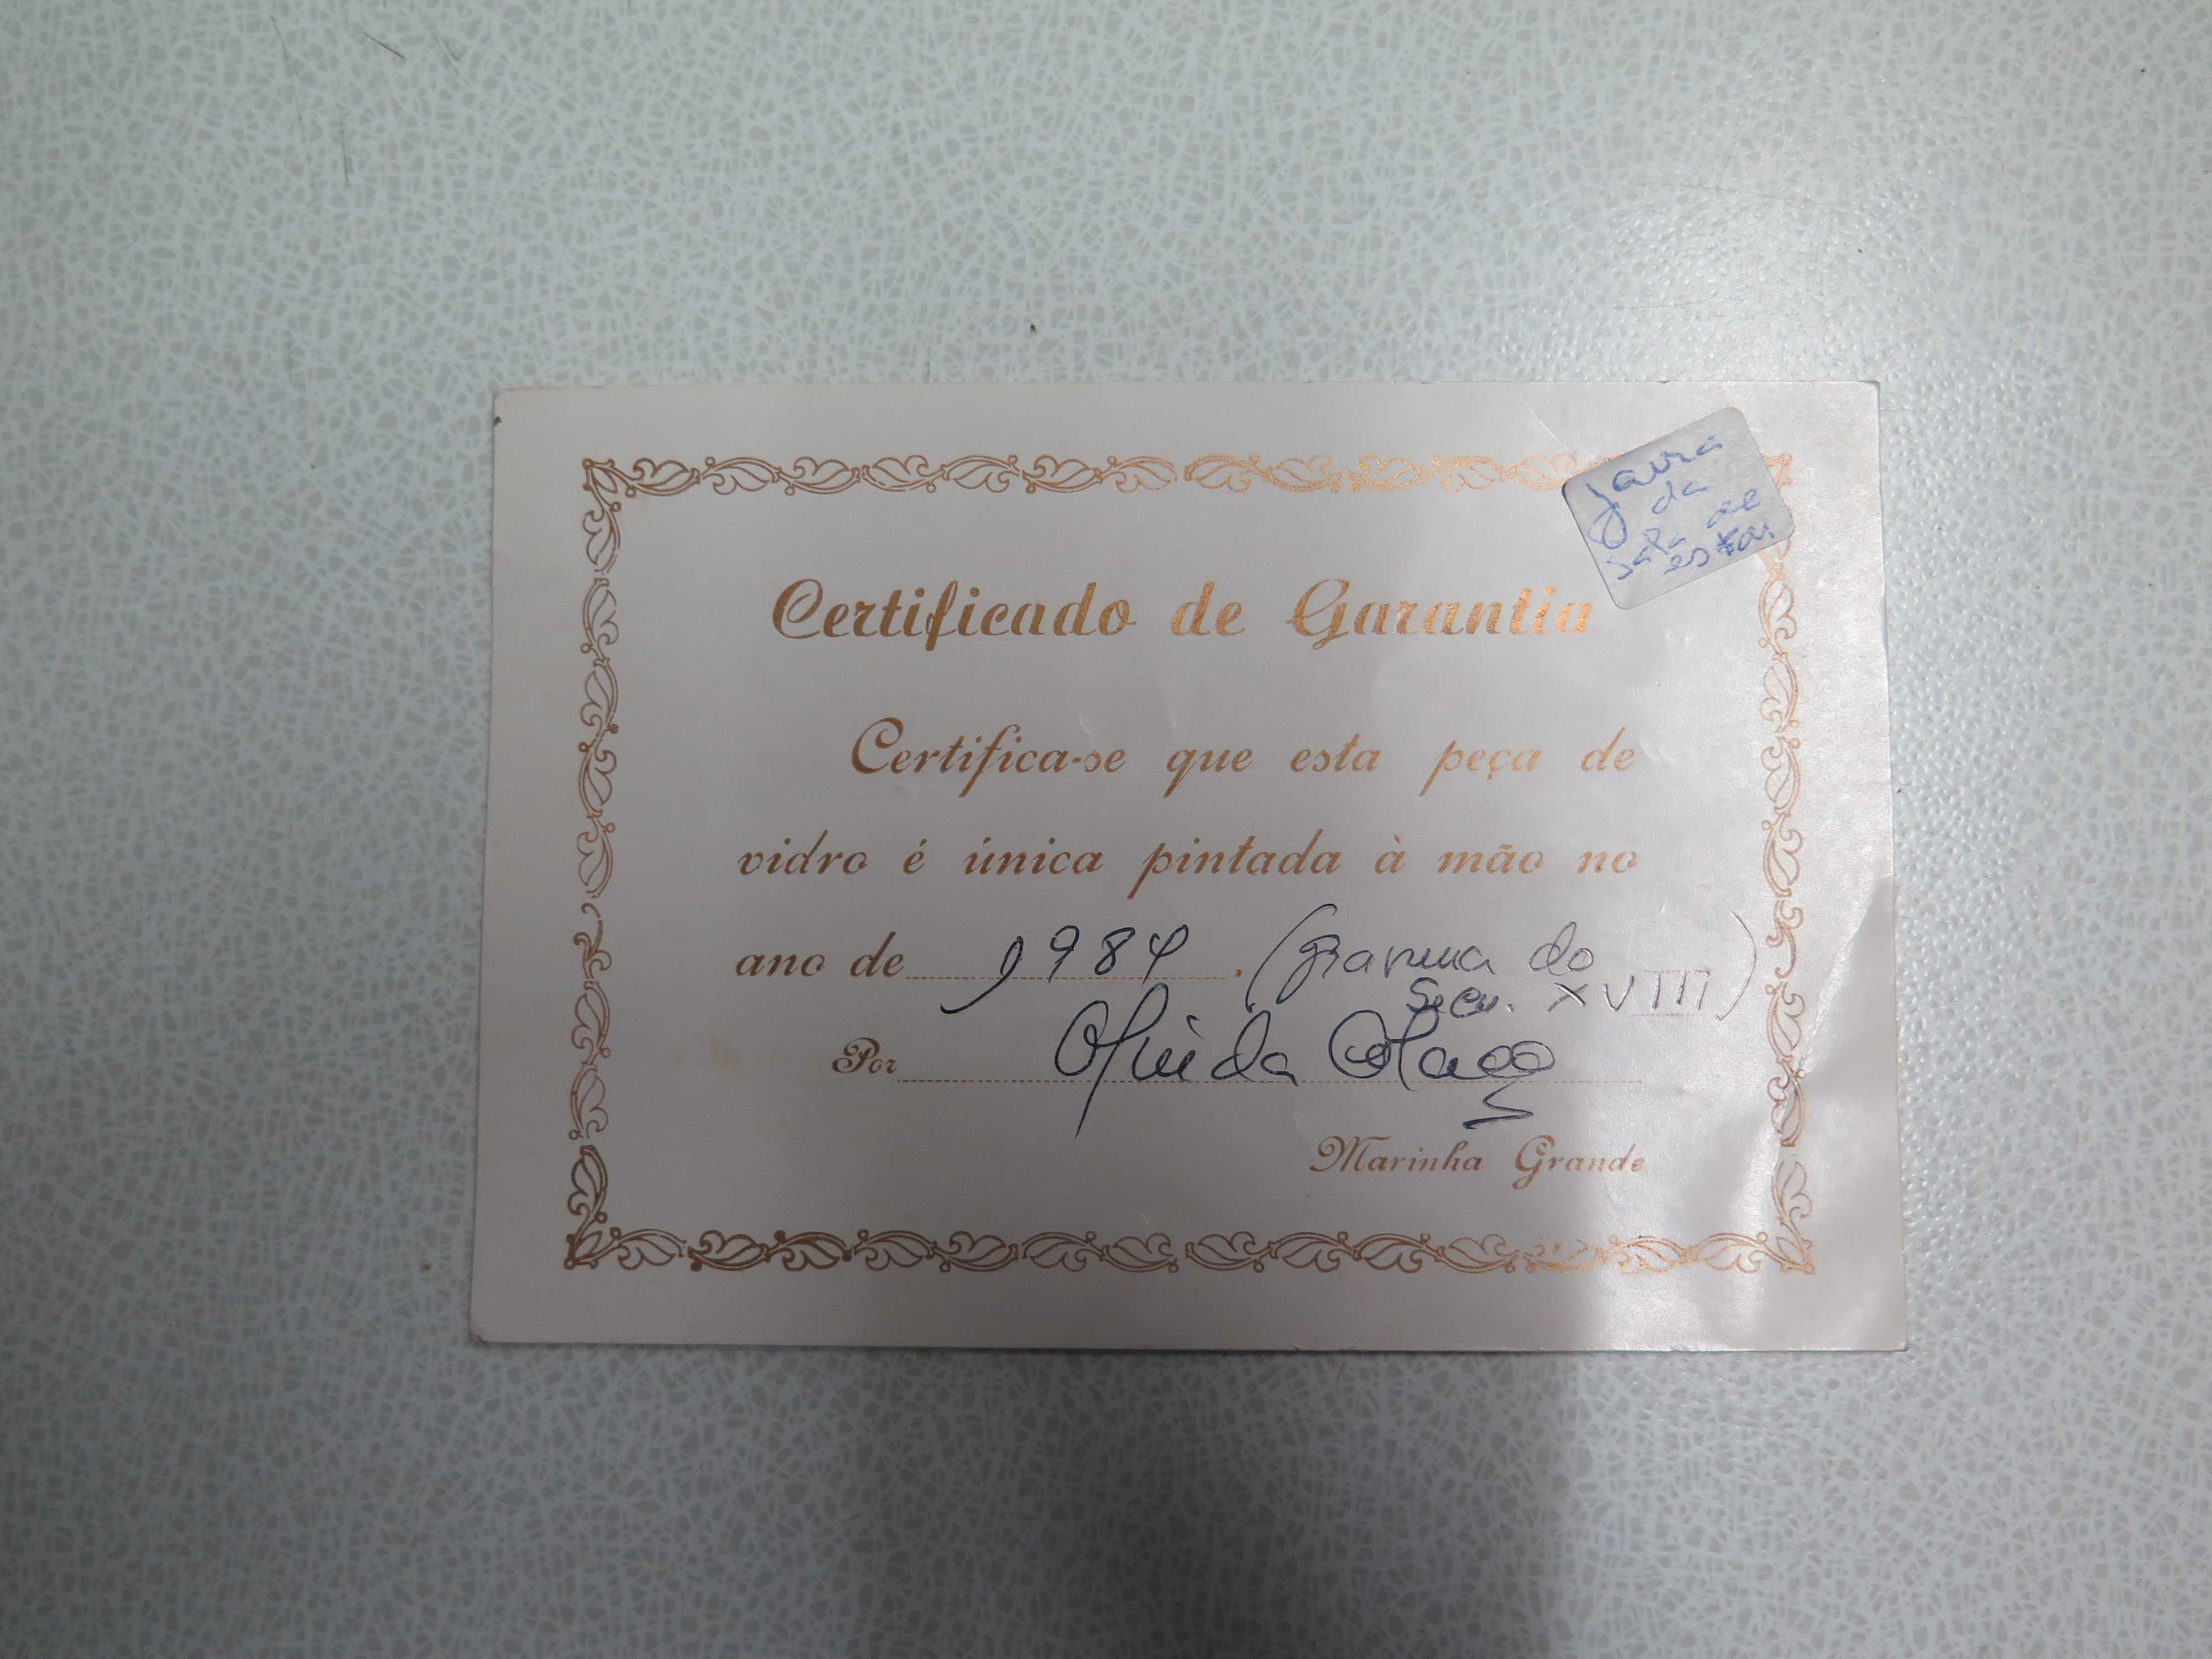 Jarra
da
sala de
estar
Certificado de Garantia
Certifica-se que esta peça de
vidro é única pintada à mão no
ano de 1984 . (gravura do
Secu. XVIII)
Por
Marinha Grande